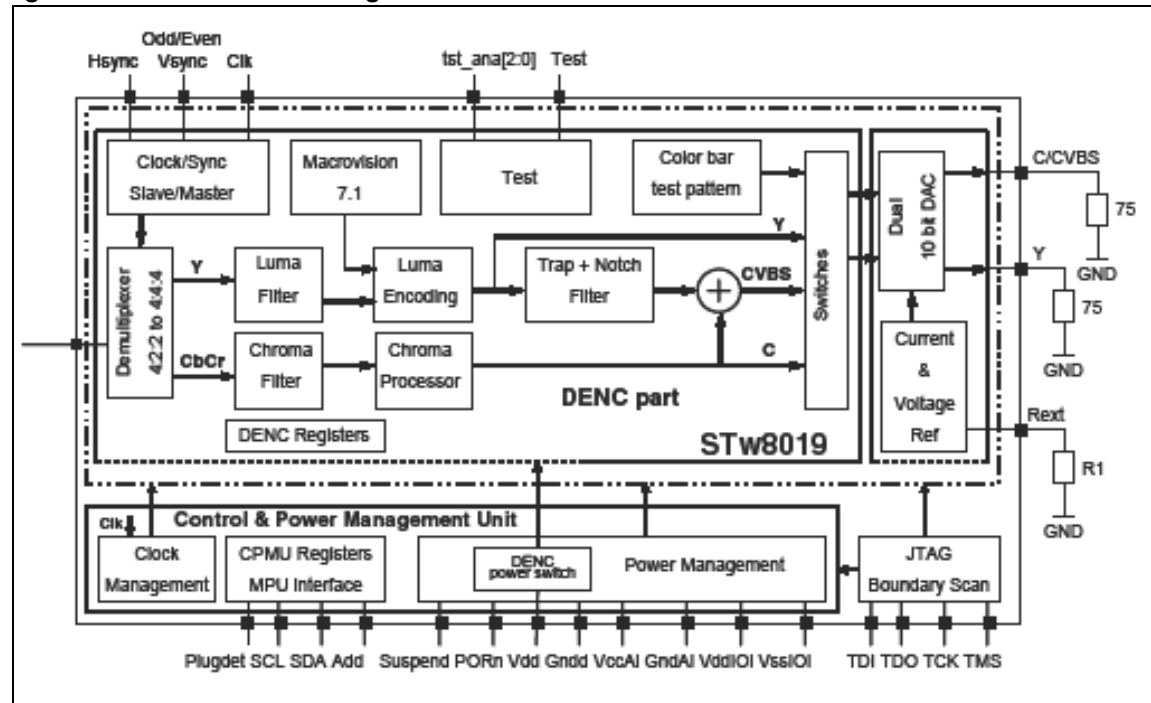 Odd/Even
Hsync Vsync Clk tst_ana[2:0] Test
Clock/Sync
Slave/Master
Macrovision
7.1
Test
Color bar
test pattern
Switches
Dual
10 bit DAC
C/CVBS
75
GND
Y
75
GND
Demultiplexer
4:2:2 to 4:4:4
Y
Luma
Filter
Luma
Encoding
Trap + Notch
Filter
Y
CVBS
CbCr
Chroma
Filter
Chroma
Processor
C
DENC part
DENC Registers
STw8019
Current
&
Voltage
Ref
Rext
R1
GND
Control & Power Management Unit
Clk
Clock
Management
CPMU Registers
MPU Interface
DENC
power switch
Power Management
JTAG
Boundary Scan
Plugdet SCL SDA Add Suspend PORn Vdd Gndd VccAI GndAI VddIOI VssIOI TDI TDO TCK TMS